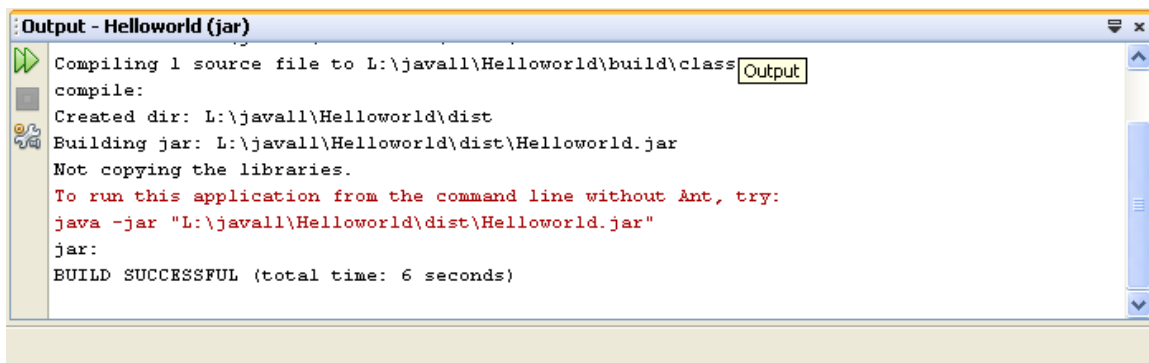 Output - Helloworld (jar)
Compiling 1 source file to L:\javall\Helloworld\build\class
Output
compile:
Created dir: L:\javall\Helloworld\dist
Building jar: L:\javall\Helloworld\dist\Helloworld.jar
Not copying the libraries.
To run this application from the command line without Ant, try:
java -jar "L:\javall\Helloworld\dist\Helloworld.jar"
jar:
BUILD SUCCESSFUL (total time: 6 seconds)